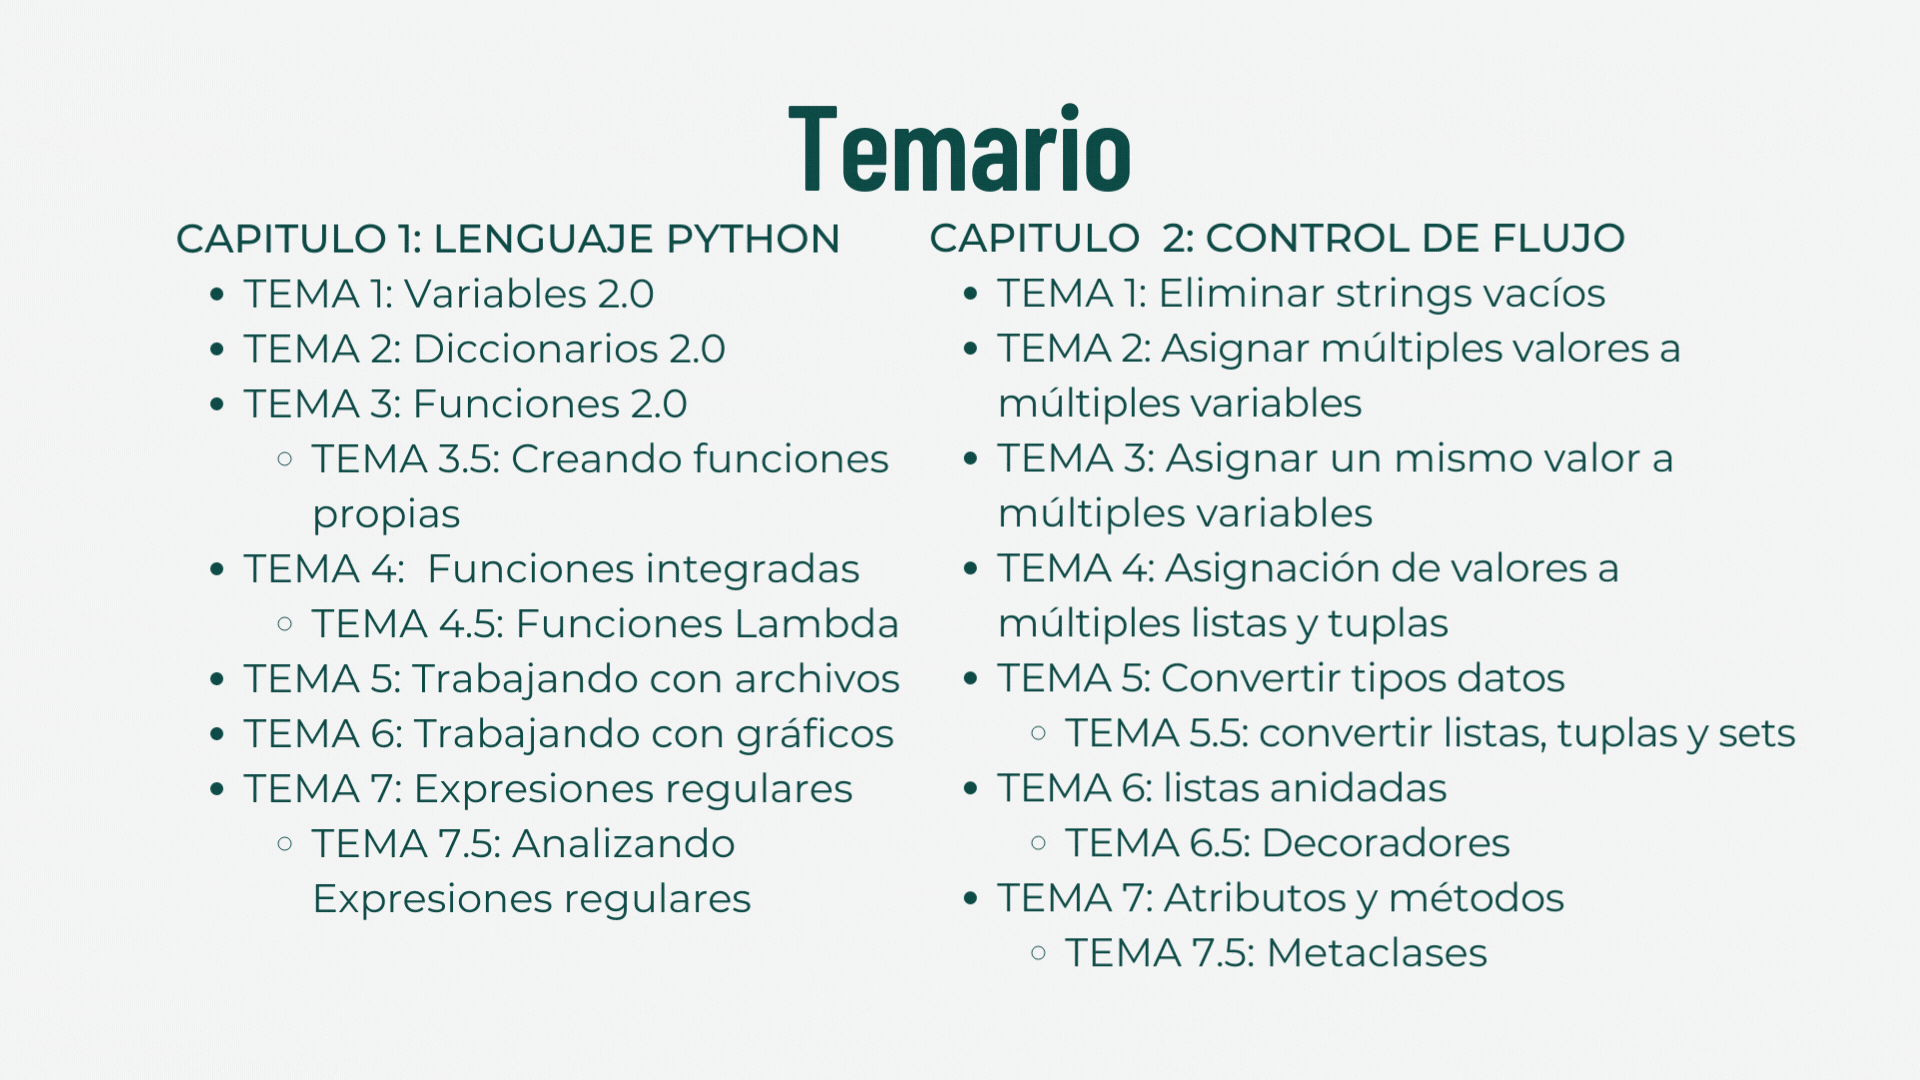 Temario
CAPITULO 1: LENGUAJE PYTHON
TEMA 1: Variables 2.0
TEMA 2: Diccionarios 2.0
TEMA 3: Funciones 2.0
TEMA 3.5: Creando funciones
propias
TEMA 4:  Funciones integradas
TEMA 4.5: Funciones Lambda
TEMA 5: Trabajando con archivos
TEMA 6: Trabajando con gráficos
TEMA 7: Expresiones regulares
TEMA 7.5: Analizando
Expresiones regulares
CAPITULO  2: CONTROL DE FLUJO
TEMA 1: Eliminar strings vacíos
TEMA 2: Asignar múltiples valores a
múltiples variables
TEMA 3: Asignar un mismo valor a
múltiples variables
TEMA 4: Asignación de valores a
múltiples listas y tuplas
TEMA 5: Convertir tipos datos
TEMA 5.5: convertir listas, tuplas y sets
TEMA 6: listas anidadas
TEMA 6.5: Decoradores
TEMA 7: Atributos y métodos
TEMA 7.5: Metaclases